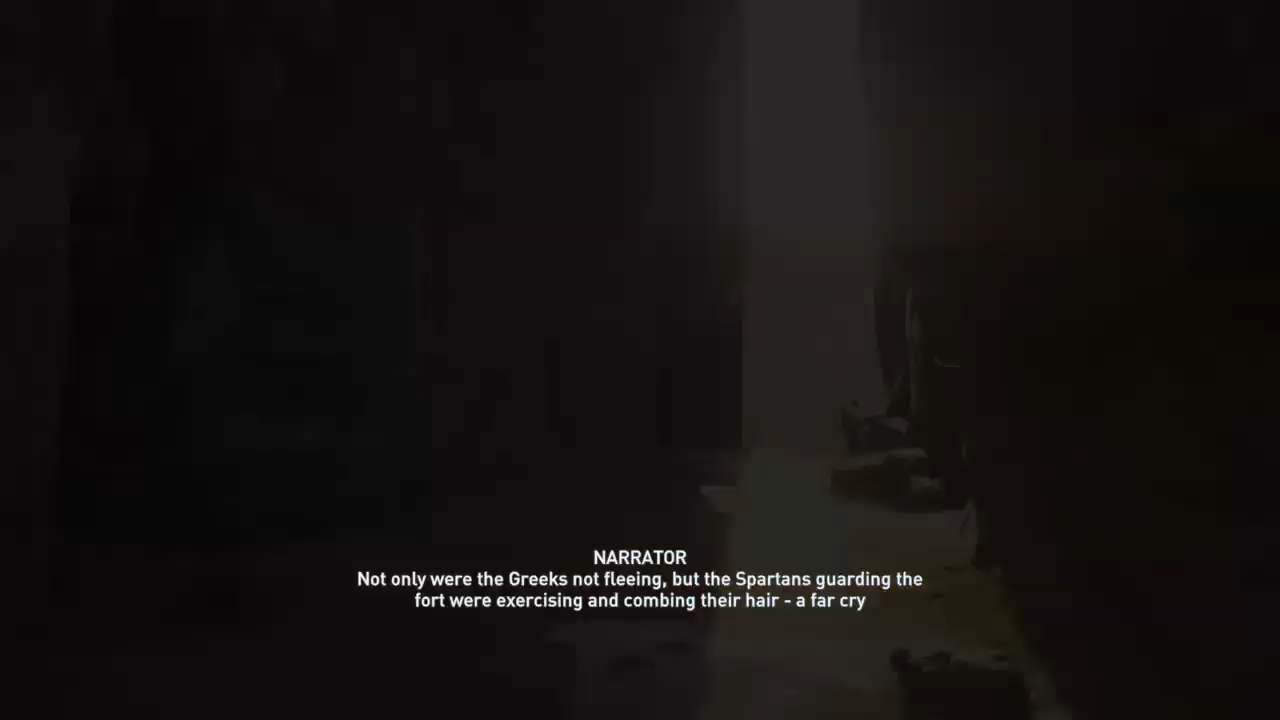 NARRATOR
Not only were the Greeks not fleeing, but the Spartans guarding the
fort were exercising and combing their hair - a far cry